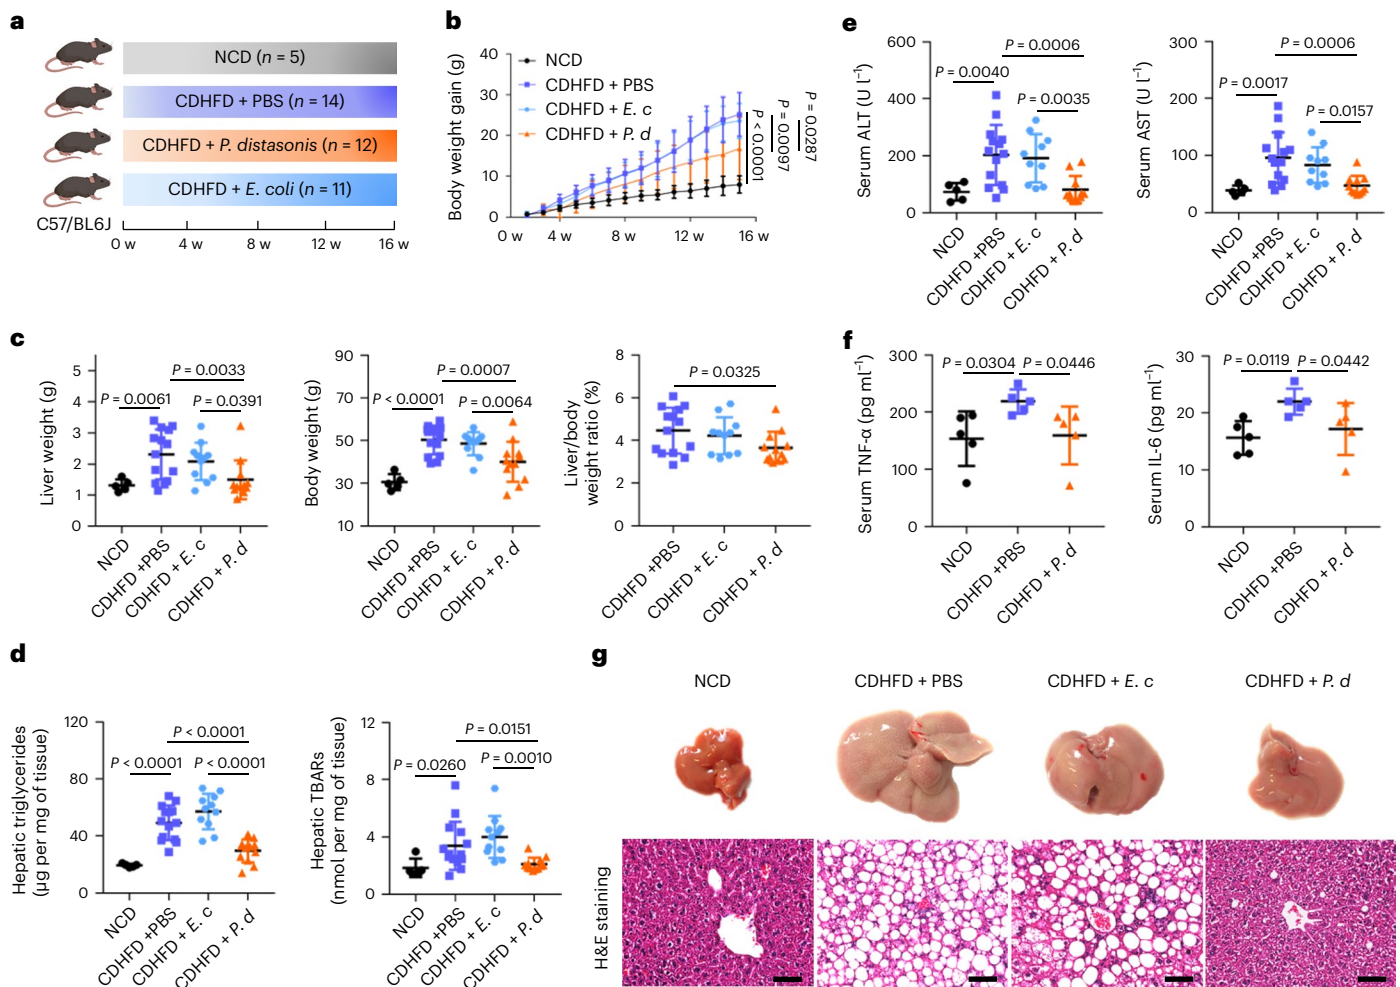 a
NCD (n = 5)
CDHFD + PBS (n = 14)
CDHFD + P. distasonis (n = 12)
CDHFD + E. coli (n = 11)
C57/BL6J
0 w 4 w 8 w 12 w 16 w
b
Body weight gain (g)
40
30
20
10
0
0 w 4 w 8 w 12 w 16 w
NCD
CDHFD + PBS
CDHFD + E. c
CDHFD + P. d
P < 0.0001
P = 0.0097
P = 0.0287
e
Serum ALT (U l–1)
600
400
200
0
P = 0.0006
P = 0.0040
P = 0.0035
NCD
CDHFD +PBS
CDHFD + E. c
CDHFD + P. d
Serum AST (U l–1)
300
200
100
0
P = 0.0006
P = 0.0017
P = 0.0157
NCD
CDHFD +PBS
CDHFD + E. c
CDHFD + P. d
c
Liver weight (g)
5
4
3
2
1
0
P = 0.0033
P = 0.0061
P = 0.0391
NCD
CDHFD +PBS
CDHFD + E. c
CDHFD + P. d
Body weight (g)
90
70
50
30
10
P = 0.0007
P < 0.0001
P = 0.0064
NCD
CDHFD +PBS
CDHFD + E. c
CDHFD + P. d
Liver/body
weight ratio (%)
8
6
4
2
0
P = 0.0325
CDHFD +PBS
CDHFD + E. c
CDHFD + P. d
f
Serum TNF-α (pg ml–1)
300
200
100
0
P = 0.0304
P = 0.0446
NCD
CDHFD +PBS
CDHFD + P. d
Serum IL-6 (pg ml–1)
30
20
10
0
P = 0.0119
P = 0.0442
NCD
CDHFD +PBS
CDHFD + P. d
d
Hepatic triglycerides
(µg per mg of tissue)
120
80
40
0
P < 0.0001
P < 0.0001
P < 0.0001
NCD
CDHFD +PBS
CDHFD + E. c
CDHFD + P. d
Hepatic TBARs
(nmol per mg of tissue)
12
8
4
0
P = 0.0151
P = 0.0260
P = 0.0010
NCD
CDHFD +PBS
CDHFD + E. c
CDHFD + P. d
g
NCD
CDHFD + PBS
CDHFD + E. c
CDHFD + P. d
H&E staining